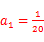 a₁ = 1/20